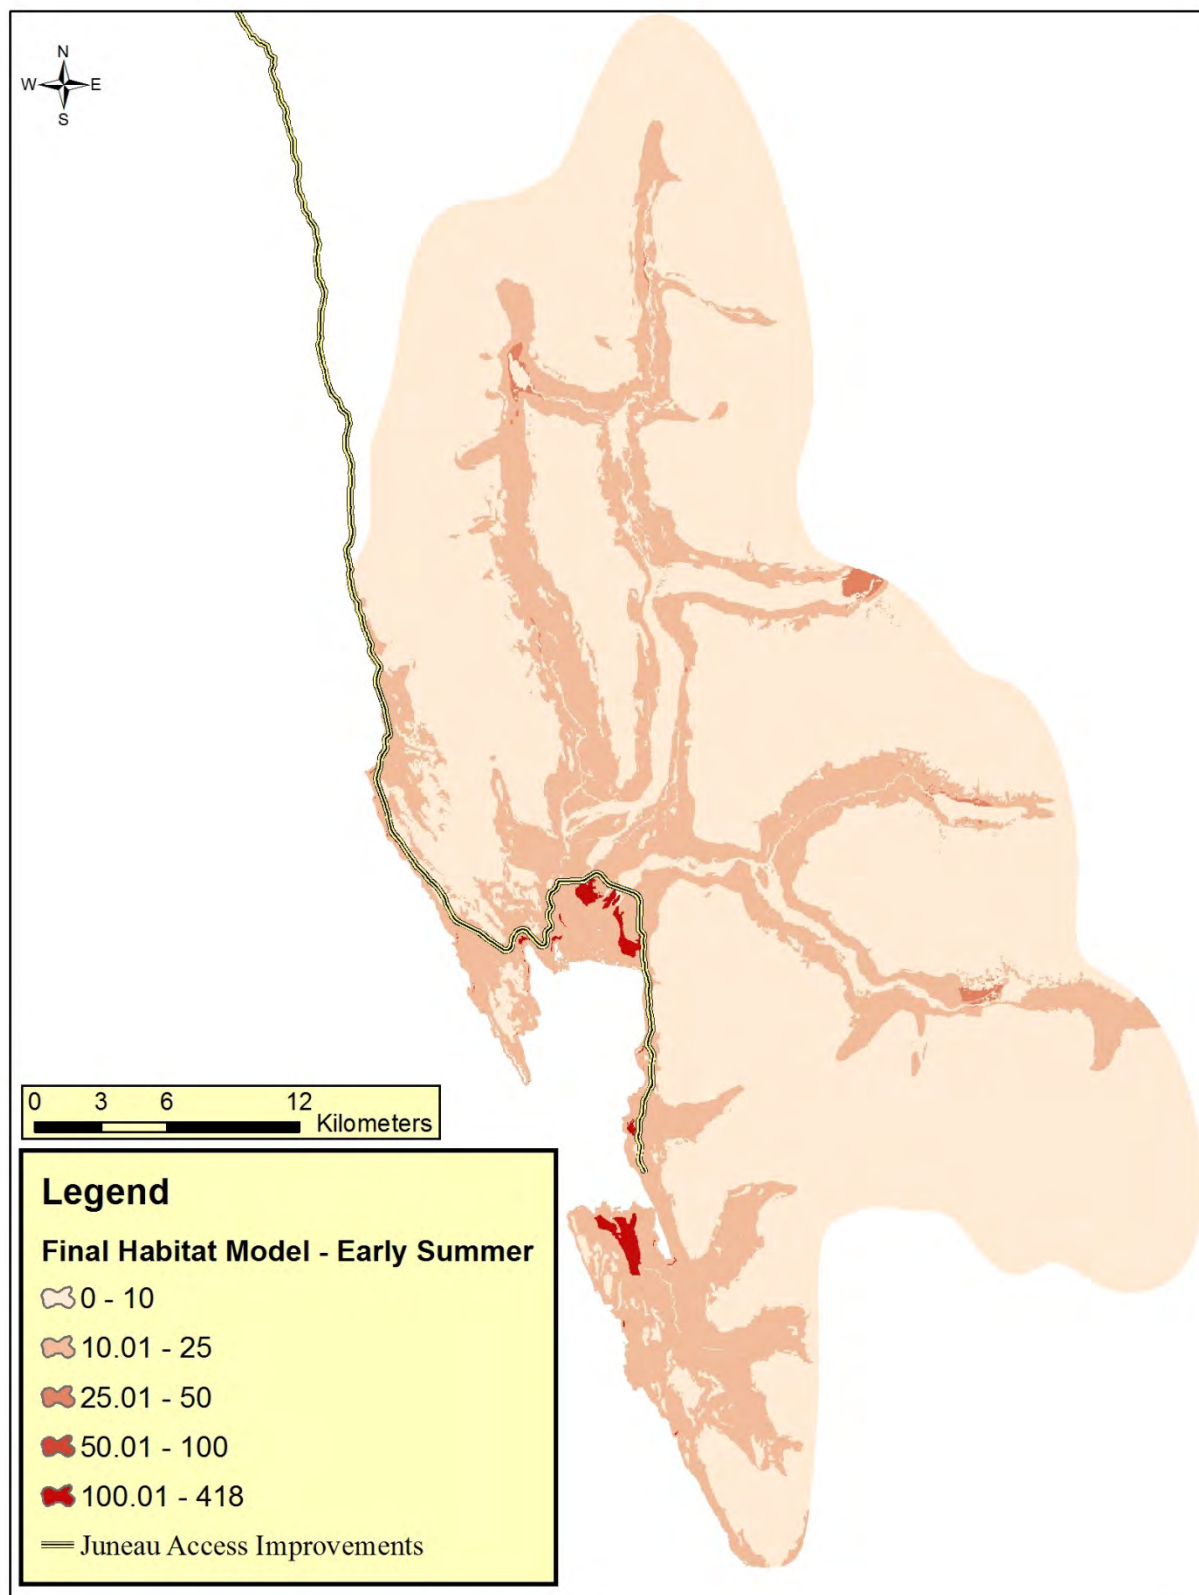 N
W E
S
0 3 6 12
Kilometers
Legend
Final Habitat Model - Early Summer
0 - 10
10.01 - 25
25.01 - 50
50.01 - 100
100.01 - 418
Juneau Access Improvements